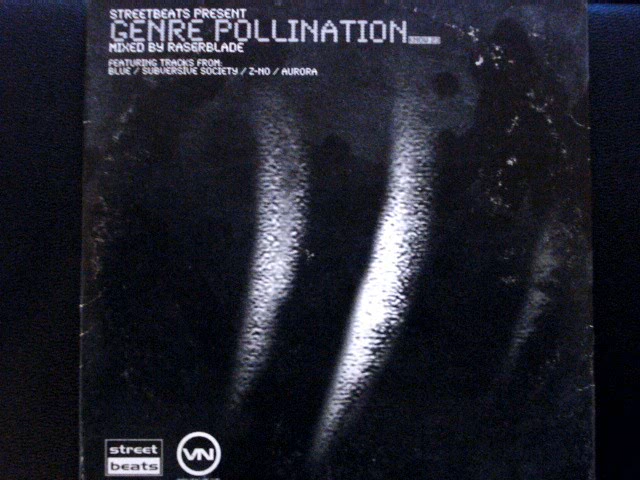 STREETBEATS PRESENT
GENRE POLLINATION
MIXED BY RASERBLADE
FEATURING TRACKS FROM:
BLUE / SUBVERSIVE SOCIETY / Z-NO / AURORA
street
beats
VN